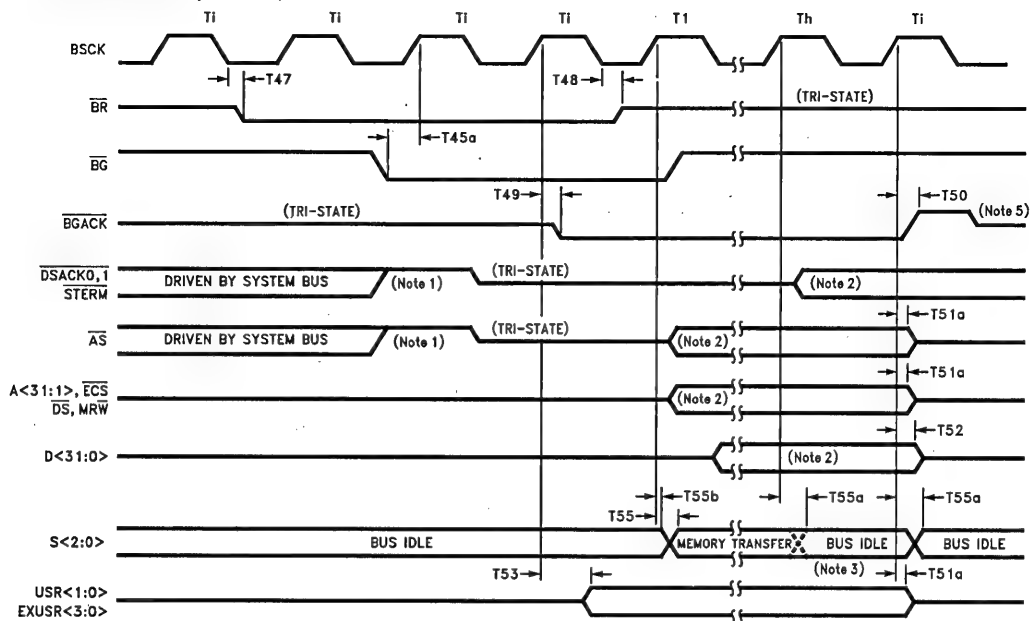 Ti Ti Ti Ti T1 Th Ti
BSCK
T47 T48
BR (TRI-STATE)
T45a
BG
T49 T50
BGACK (TRI-STATE) (Note 5)
DSACK0,1 DRIVEN BY SYSTEM BUS (Note 1) (TRI-STATE) (Note 2)
STERM
T51a
AS DRIVEN BY SYSTEM BUS (Note 1) (TRI-STATE) (Note 2)
T51a
A<31:1>, ECS (Note 2)
DS, MRW
T52
D<31:0> (Note 2)
T55b
T55 T55a T55a
S<2:0> BUS IDLE MEMORY TRANSFER BUS IDLE BUS IDLE
(Note 3)
T53 T51a
USR<1:0>
EXUSR<3:0>